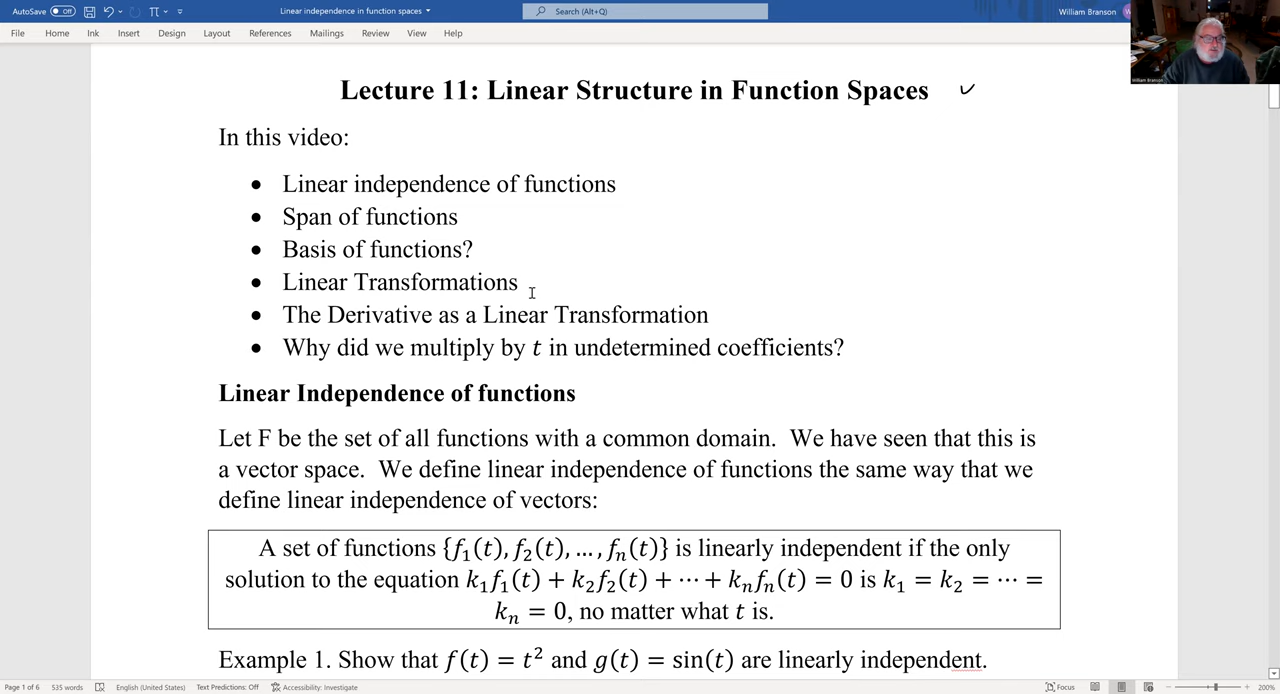 AutoSave Off Linear independence in function spaces Search (Alt+Q) William Branson
File Home Ink Insert Design Layout References Mailings Review View Help
William Branson
Lecture 11: Linear Structure in Function Spaces ✓
In this video:
• Linear independence of functions
• Span of functions
• Basis of functions?
• Linear Transformations
• The Derivative as a Linear Transformation
• Why did we multiply by 𝑡 in undetermined coefficients?
Linear Independence of functions
Let F be the set of all functions with a common domain. We have seen that this is
a vector space. We define linear independence of functions the same way that we
define linear independence of vectors:
A set of functions {𝑓₁(𝑡), 𝑓₂(𝑡), … , 𝑓ₙ(𝑡)} is linearly independent if the only
solution to the equation 𝑘₁𝑓₁(𝑡) + 𝑘₂𝑓₂(𝑡) + ⋯ + 𝑘ₙ𝑓ₙ(𝑡) = 0 is 𝑘₁ = 𝑘₂ = ⋯ =
𝑘ₙ = 0, no matter what 𝑡 is.
Example 1. Show that 𝑓(𝑡) = 𝑡² and 𝑔(𝑡) = sin(𝑡) are linearly independent.
Page 1 of 6 535 words English (United States) Text Predictions: Off Accessibility: Investigate Focus 200%